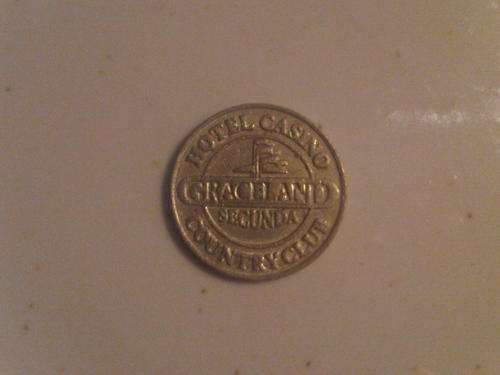 HOTEL CASINO
GRACELAND
SECUNDA
COUNTRY CLUB